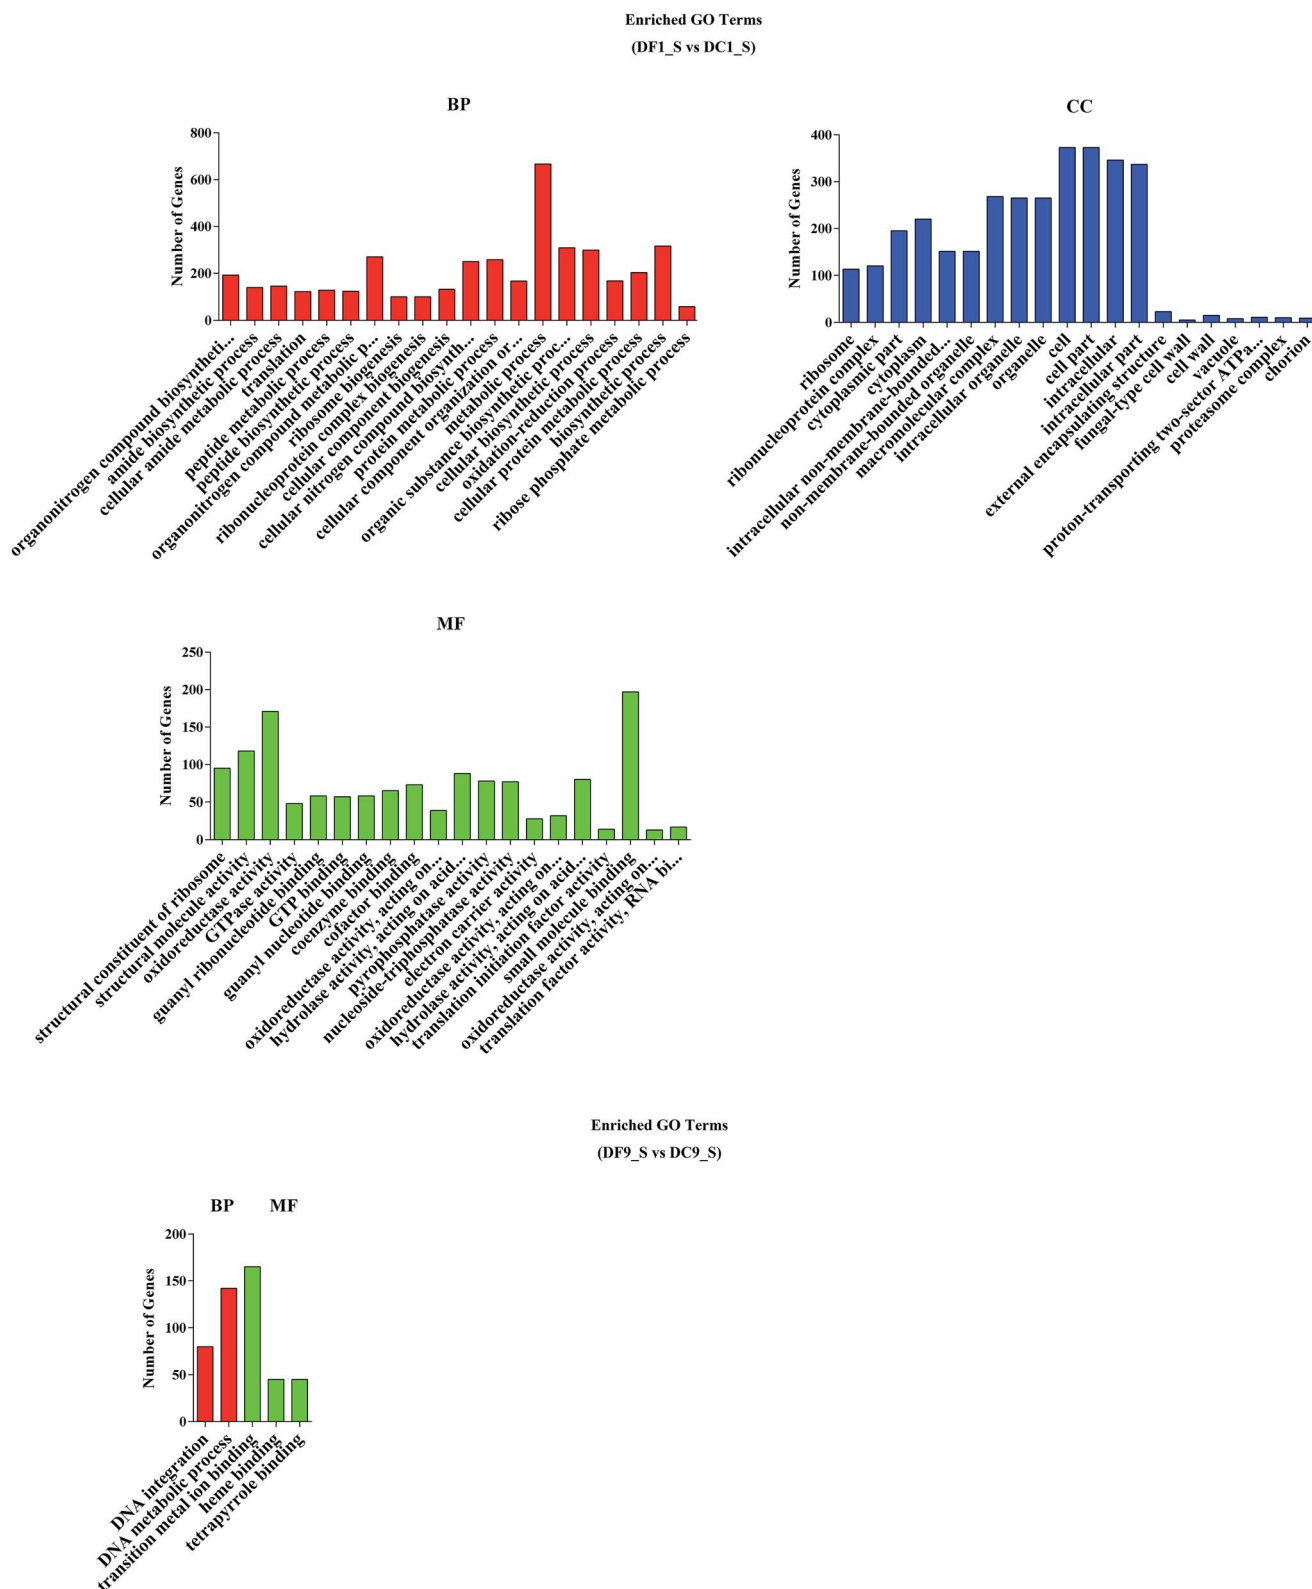 Enriched GO Terms
(DF1_S vs DC1_S)
BP
Number of Genes
800
600
400
200
0
organonitrogen compound biosyntheti...
amide biosynthetic process
cellular amide metabolic process
translation
peptide metabolic process
peptide biosynthetic process
organonitrogen compound metabolic p...
ribosome biogenesis
ribonucleoprotein complex biogenesis
cellular component biogenesis
cellular nitrogen compound biosynth...
protein metabolic process
cellular component organization or...
metabolic process
organic substance biosynthetic proc...
cellular biosynthetic process
oxidation-reduction process
cellular protein metabolic process
biosynthetic process
ribose phosphate metabolic process
CC
Number of Genes
400
300
200
100
0
ribosome
ribonucleoprotein complex
cytoplasmic part
cytoplasm
intracellular non-membrane-bounded...
non-membrane-bounded organelle
macromolecular complex
intracellular organelle
organelle
cell
cell part
intracellular
intracellular part
external encapsulating structure
fungal-type cell wall
cell wall
vacuole
proton-transporting two-sector ATPa...
proteasome complex
chorion
MF
Number of Genes
250
200
150
100
50
0
structural constituent of ribosome
structural molecule activity
oxidoreductase activity
GTPase activity
guanyl ribonucleotide binding
GTP binding
guanyl nucleotide binding
coenzyme binding
cofactor binding
oxidoreductase activity, acting on...
hydrolase activity, acting on acid...
pyrophosphatase activity
nucleoside-triphosphatase activity
electron carrier activity
oxidoreductase activity, acting on...
hydrolase activity, acting on acid...
translation initiation factor activity
small molecule binding
oxidoreductase activity, acting on...
translation factor activity, RNA bi...
Enriched GO Terms
(DF9_S vs DC9_S)
BP MF
Number of Genes
200
150
100
50
0
DNA integration
DNA metabolic process
transition metal ion binding
heme binding
tetrapyrrole binding